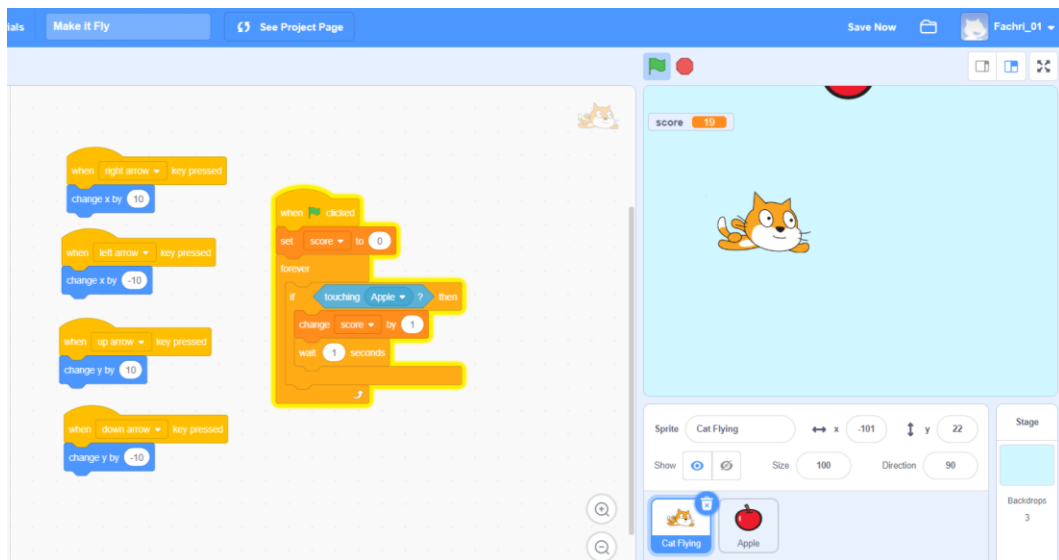 ials Make it Fly See Project Page Save Now Fachri_01
score 19
when right arrow key pressed
change x by 10
when left arrow key pressed
change x by -10
when up arrow key pressed
change y by 10
when down arrow key pressed
change y by -10
when clicked
set score to 0
forever
if touching Apple ? then
change score by 1
wait 1 seconds
Sprite Cat Flying x -101 y 22
Show Size 100 Direction 90
Cat Flying Apple
Stage
Backdrops
3